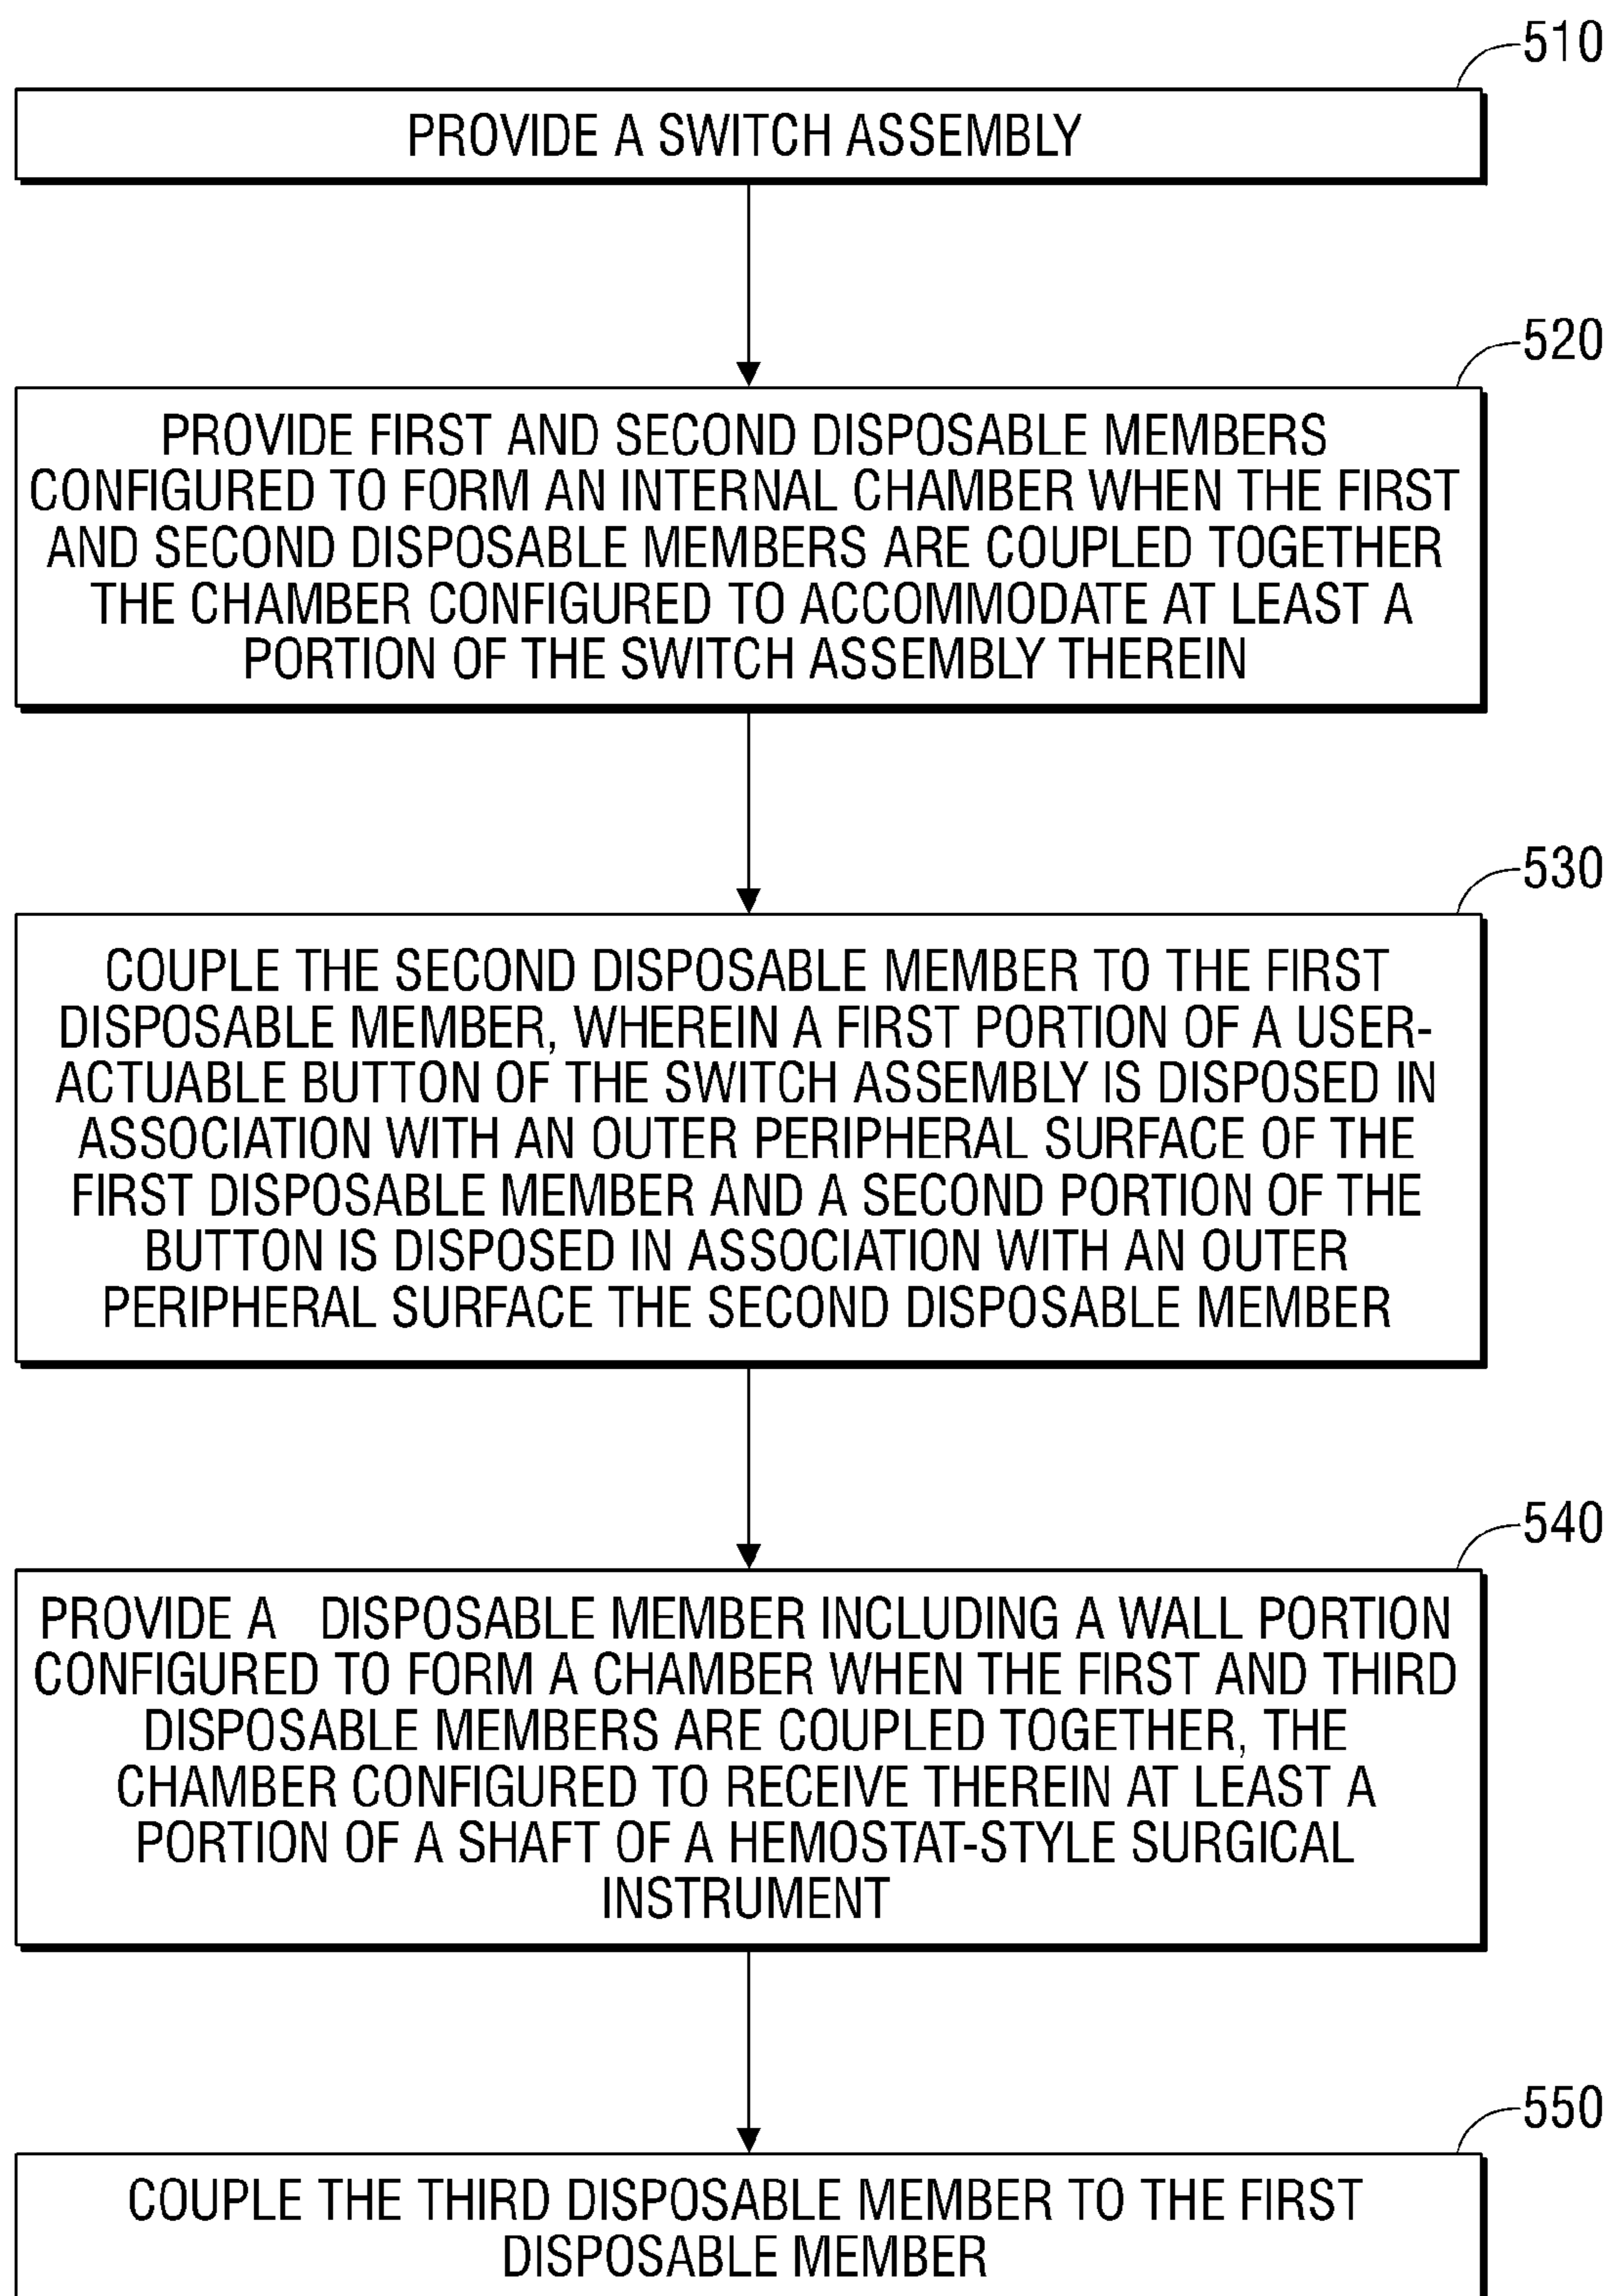 510
PROVIDE A SWITCH ASSEMBLY
520
PROVIDE FIRST AND SECOND DISPOSABLE MEMBERS
CONFIGURED TO FORM AN INTERNAL CHAMBER WHEN THE FIRST
AND SECOND DISPOSABLE MEMBERS ARE COUPLED TOGETHER
THE CHAMBER CONFIGURED TO ACCOMMODATE AT LEAST A
PORTION OF THE SWITCH ASSEMBLY THEREIN
530
COUPLE THE SECOND DISPOSABLE MEMBER TO THE FIRST
DISPOSABLE MEMBER, WHEREIN A FIRST PORTION OF A USER-
ACTUABLE BUTTON OF THE SWITCH ASSEMBLY IS DISPOSED IN
ASSOCIATION WITH AN OUTER PERIPHERAL SURFACE OF THE
FIRST DISPOSABLE MEMBER AND A SECOND PORTION OF THE
BUTTON IS DISPOSED IN ASSOCIATION WITH AN OUTER
PERIPHERAL SURFACE THE SECOND DISPOSABLE MEMBER
540
PROVIDE A DISPOSABLE MEMBER INCLUDING A WALL PORTION
CONFIGURED TO FORM A CHAMBER WHEN THE FIRST AND THIRD
DISPOSABLE MEMBERS ARE COUPLED TOGETHER, THE
CHAMBER CONFIGURED TO RECEIVE THEREIN AT LEAST A
PORTION OF A SHAFT OF A HEMOSTAT-STYLE SURGICAL
INSTRUMENT
550
COUPLE THE THIRD DISPOSABLE MEMBER TO THE FIRST
DISPOSABLE MEMBER